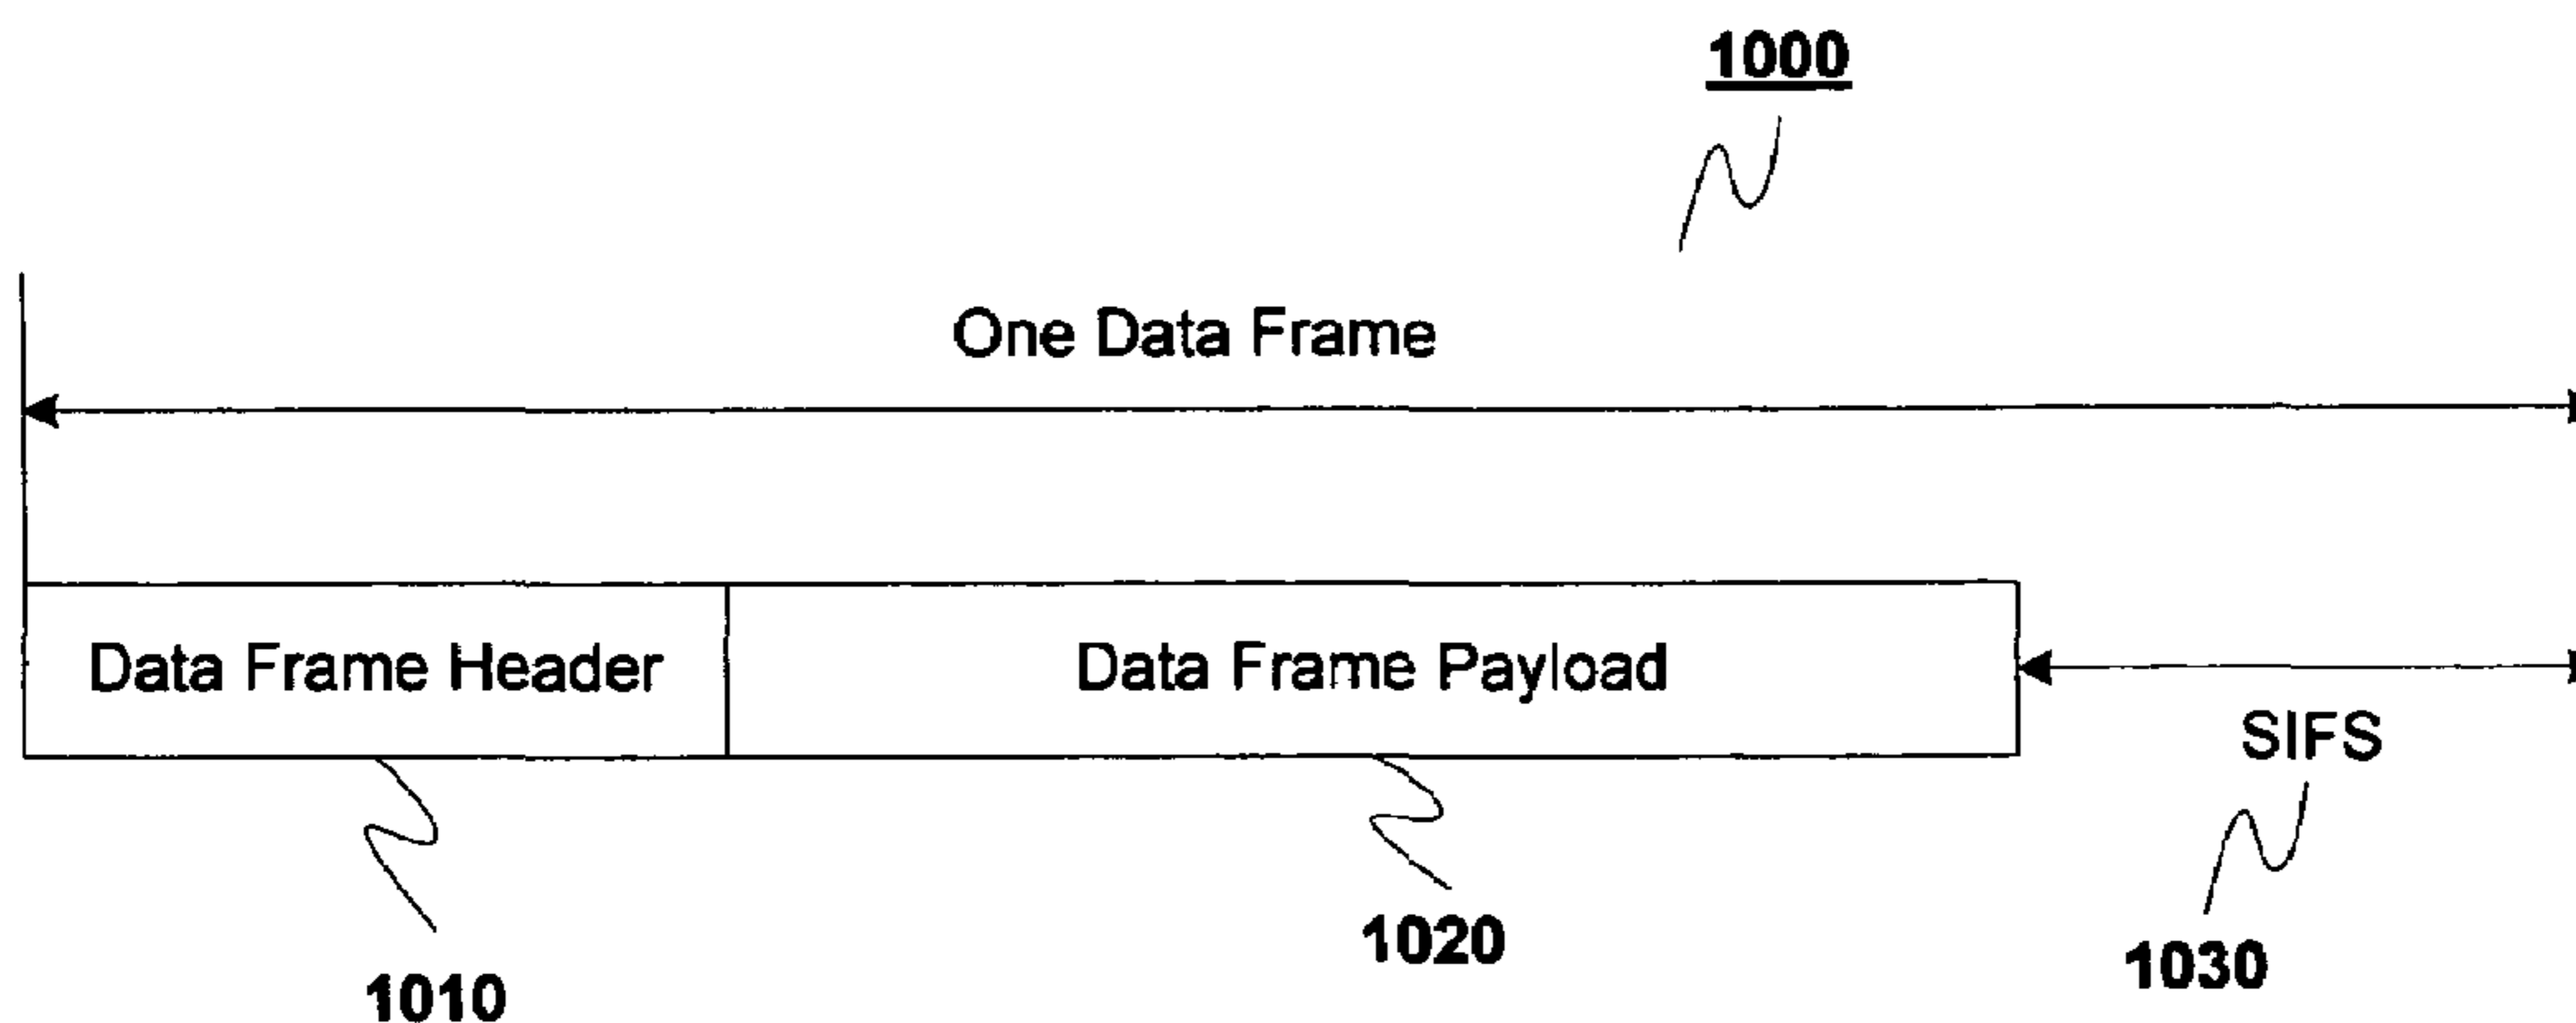 1000
One Data Frame
Data Frame Header
Data Frame Payload
SIFS
1010
1020
1030